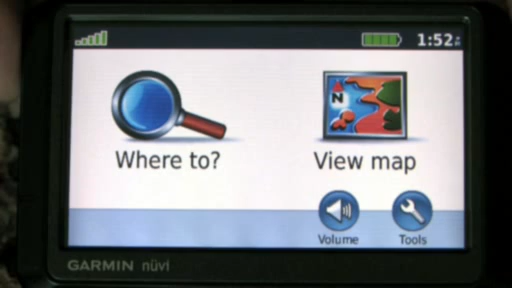 1:52
Where to?
N
View map
Volume
Tools
GARMIN nüvi